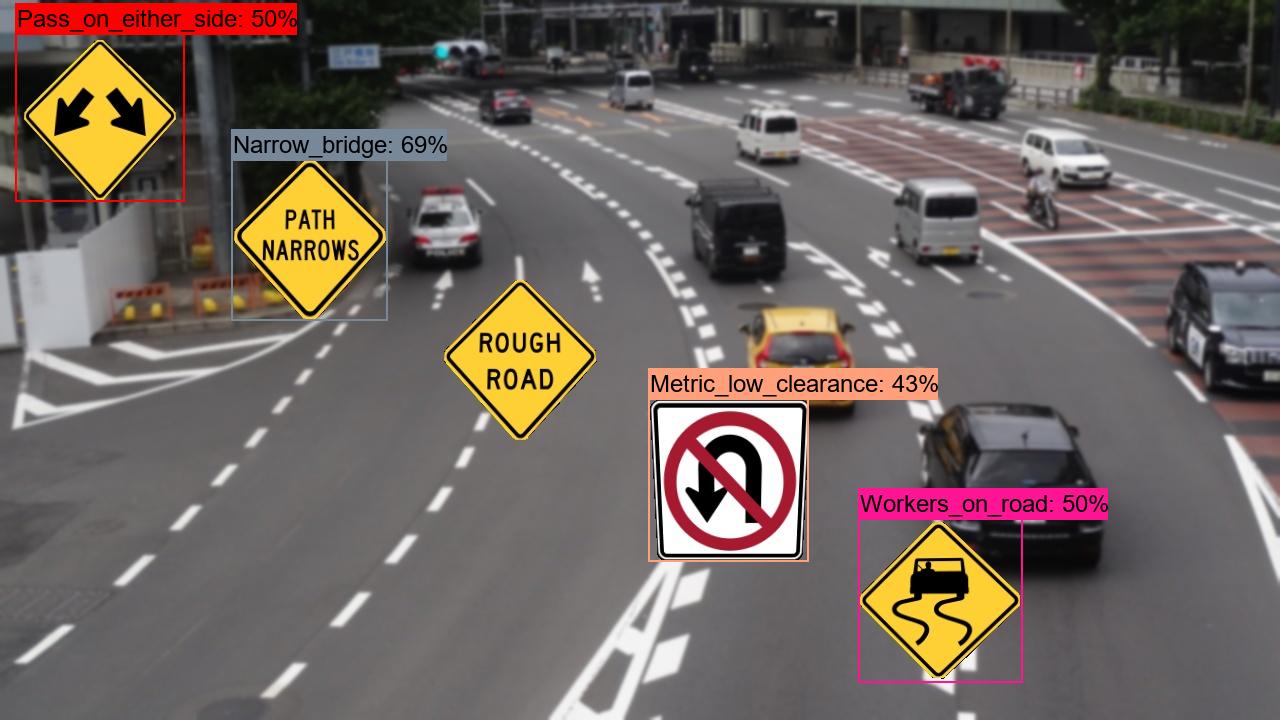 Pass_on_either_side: 50%
Narrow_bridge: 69%
PATH
NARROWS
ROUGH
ROAD
Metric_low_clearance: 43%
Workers_on_road: 50%